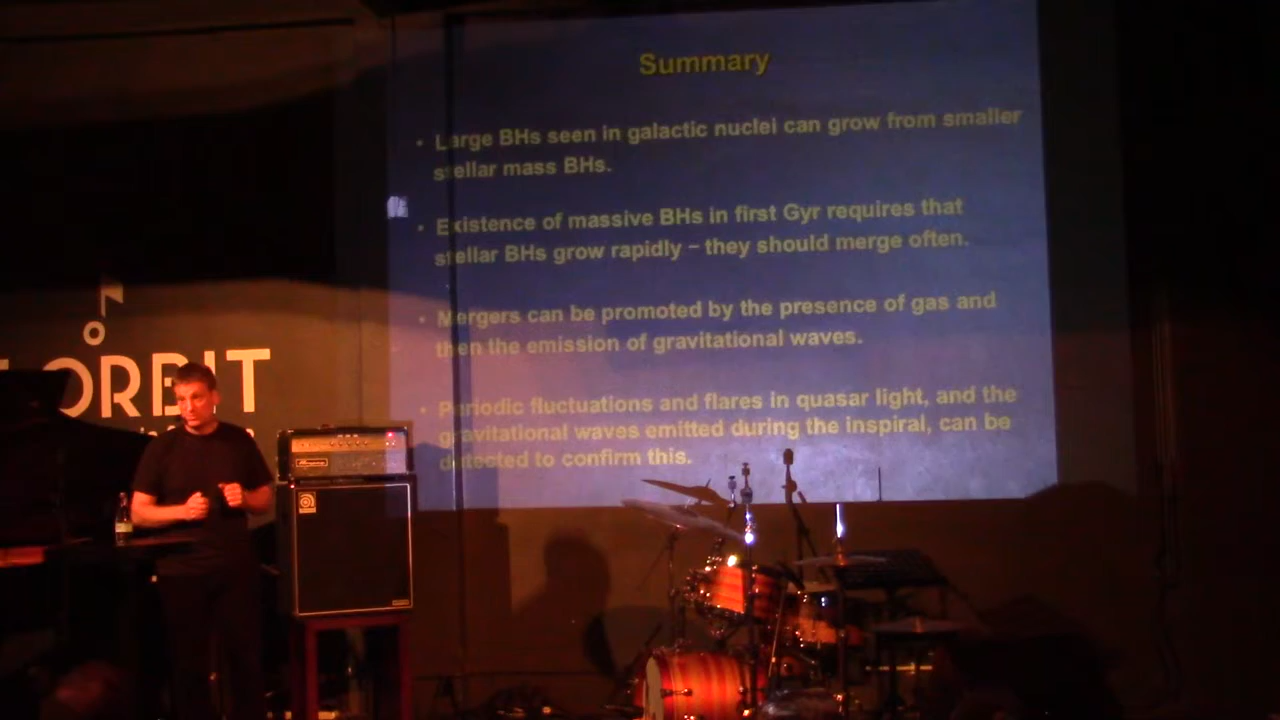 Summary
• Large BHs seen in galactic nuclei can grow from smaller
stellar mass BHs.
• Existence of massive BHs in first Gyr requires that
stellar BHs grow rapidly – they should merge often.
• Mergers can be promoted by the presence of gas and
then the emission of gravitational waves.
• Periodic fluctuations and flares in quasar light, and the
gravitational waves emitted during the inspiral, can be
detected to confirm this.
ORBIT